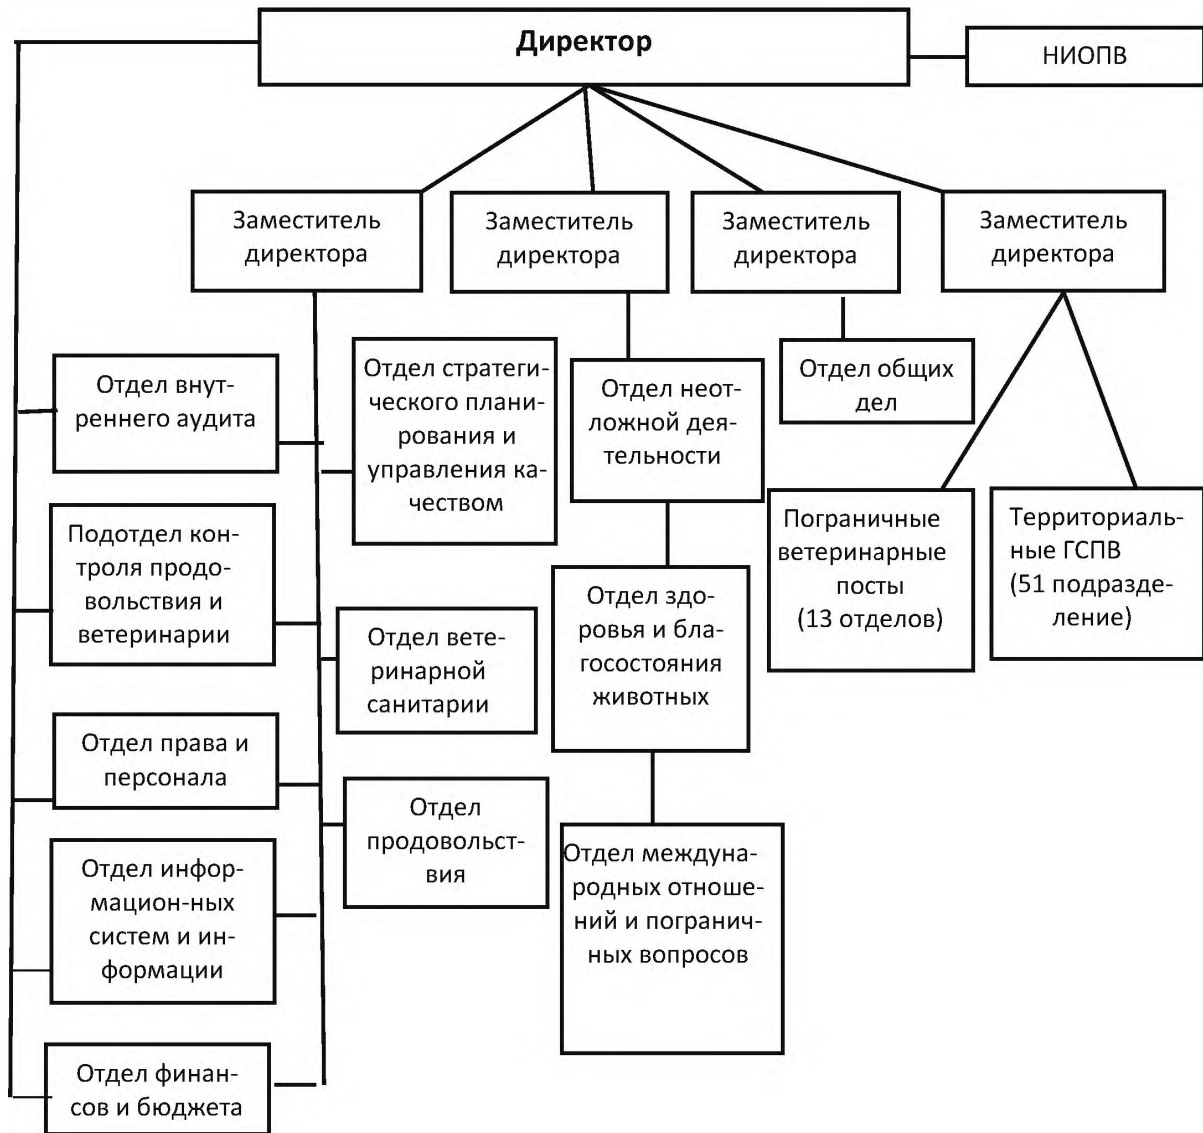 Директор
НИОПВ
Заместитель
директора
Заместитель
директора
Заместитель
директора
Заместитель
директора
Отдел внут-
реннего аудита
Подотдел кон-
троля продо-
вольствия и
ветеринарии
Отдел права и
персонала
Отдел инфор-
мацион-ных
систем и ин-
формации
Отдел финан-
сов и бюджета
Отдел стратеги-
ческого плани-
рования и
управления ка-
чеством
Отдел вете-
ринарной
санитарии
Отдел
продовольст-
вия
Отдел неот-
ложной дея-
тельности
Отдел здо-
ровья и бла-
госостояния
животных
Отдел междуна-
родных отноше-
ний и погранич-
ных вопросов
Отдел общих
дел
Пограничные
ветеринарные
посты
(13 отделов)
Территориаль-
ные ГСПВ
(51 подразде-
ление)